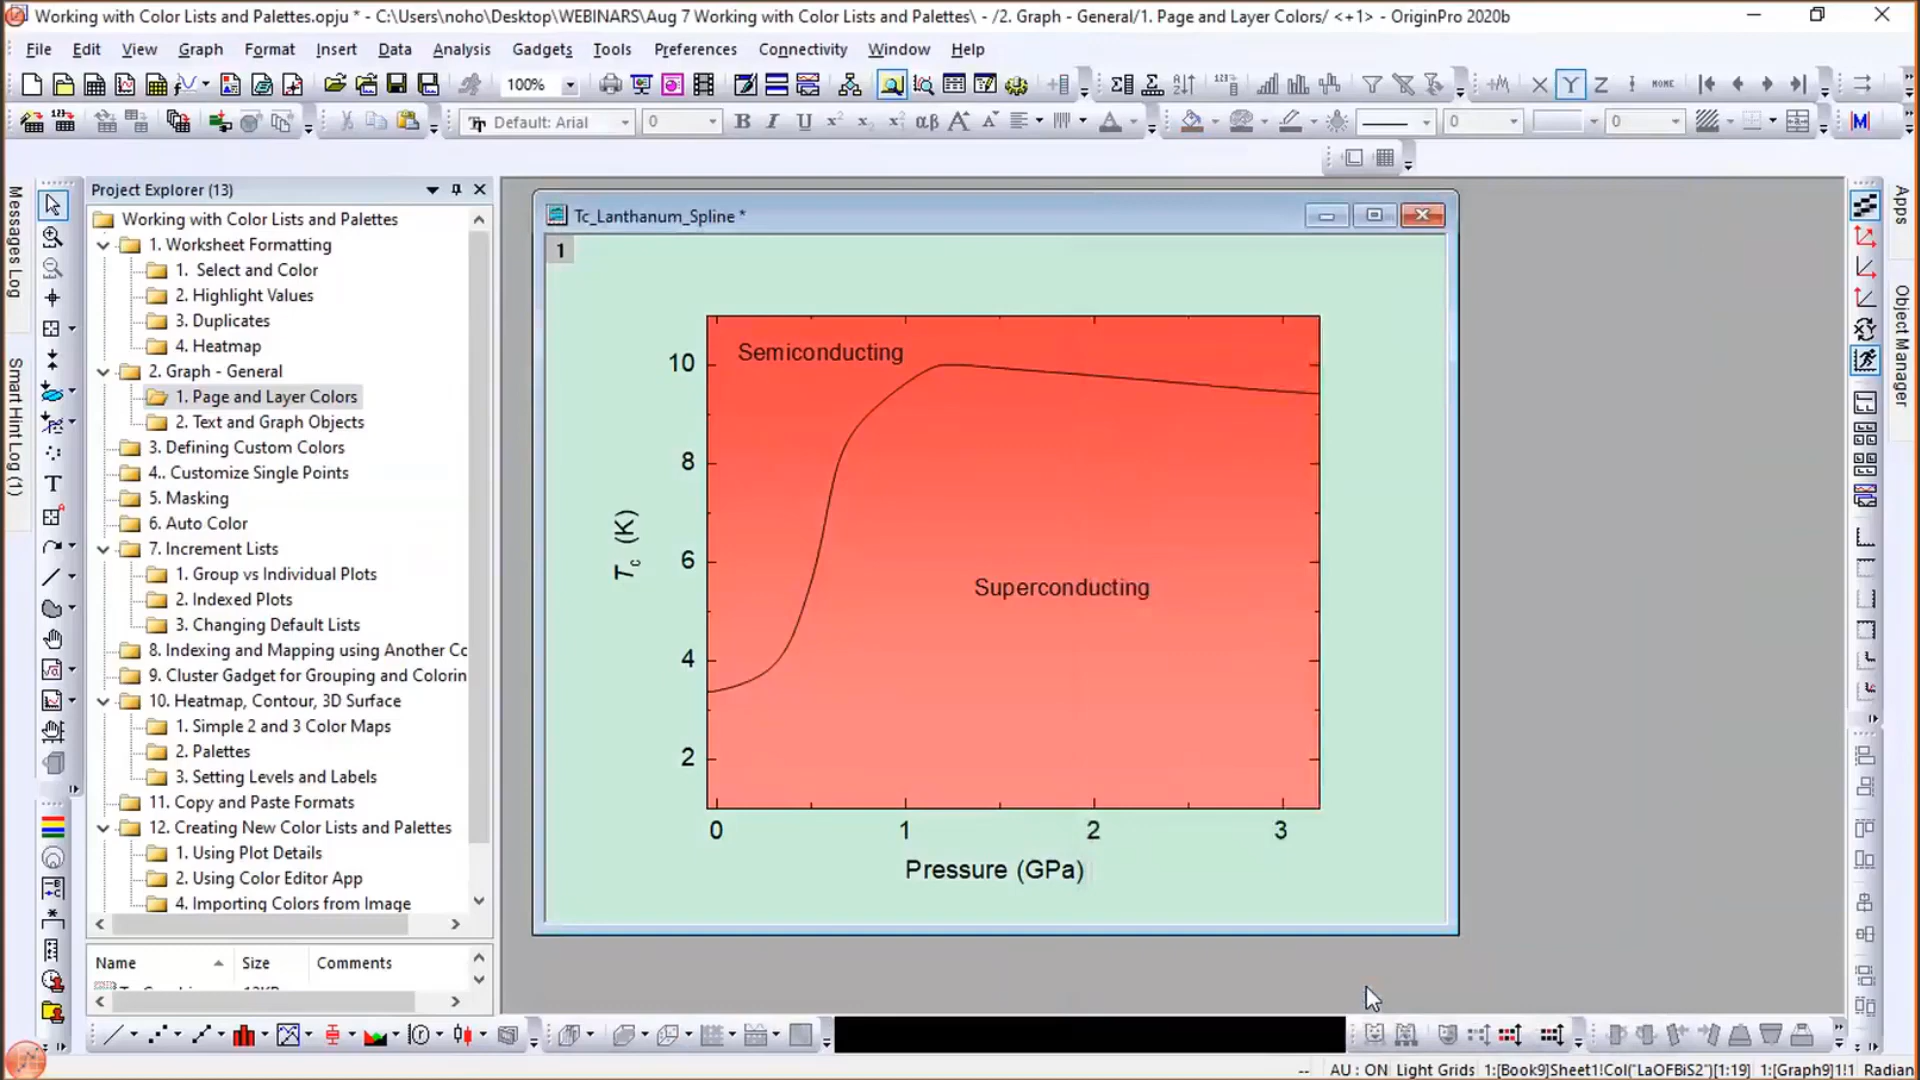 Working with Color Lists and Palettes.opju * - C:\Users\noho\Desktop\WEBINARS\Aug 7 Working with Color Lists and Palettes\ - /2. Graph - General/1. Page and Layer Colors/ <+1> - OriginPro 2020b
File Edit View Graph Format Insert Data Analysis Gadgets Tools Preferences Connectivity Window Help
100%
Default: Arial 0 B I U αβ A 0 0
Messages Log
Smart Hint Log (1)
Project Explorer (13)
Working with Color Lists and Palettes
1. Worksheet Formatting
1. Select and Color
2. Highlight Values
3. Duplicates
4. Heatmap
2. Graph - General
1. Page and Layer Colors
2. Text and Graph Objects
3. Defining Custom Colors
4.. Customize Single Points
5. Masking
6. Auto Color
7. Increment Lists
1. Group vs Individual Plots
2. Indexed Plots
3. Changing Default Lists
8. Indexing and Mapping using Another Cc
9. Cluster Gadget for Grouping and Colorin
10. Heatmap, Contour, 3D Surface
1. Simple 2 and 3 Color Maps
2. Palettes
3. Setting Levels and Labels
11. Copy and Paste Formats
12. Creating New Color Lists and Palettes
1. Using Plot Details
2. Using Color Editor App
4. Importing Colors from Image
Name Size Comments
Tc_Lanthanum_Spline *
1
Semiconducting
Superconducting
10
8
6
4
2
Tc (K)
0 1 2 3
Pressure (GPa)
Apps
Object Manager
-- AU : ON Light Grids 1:[Book9]Sheet1!Col("LaOFBiS2")[1:19] 1:[Graph9]1!1 Radian